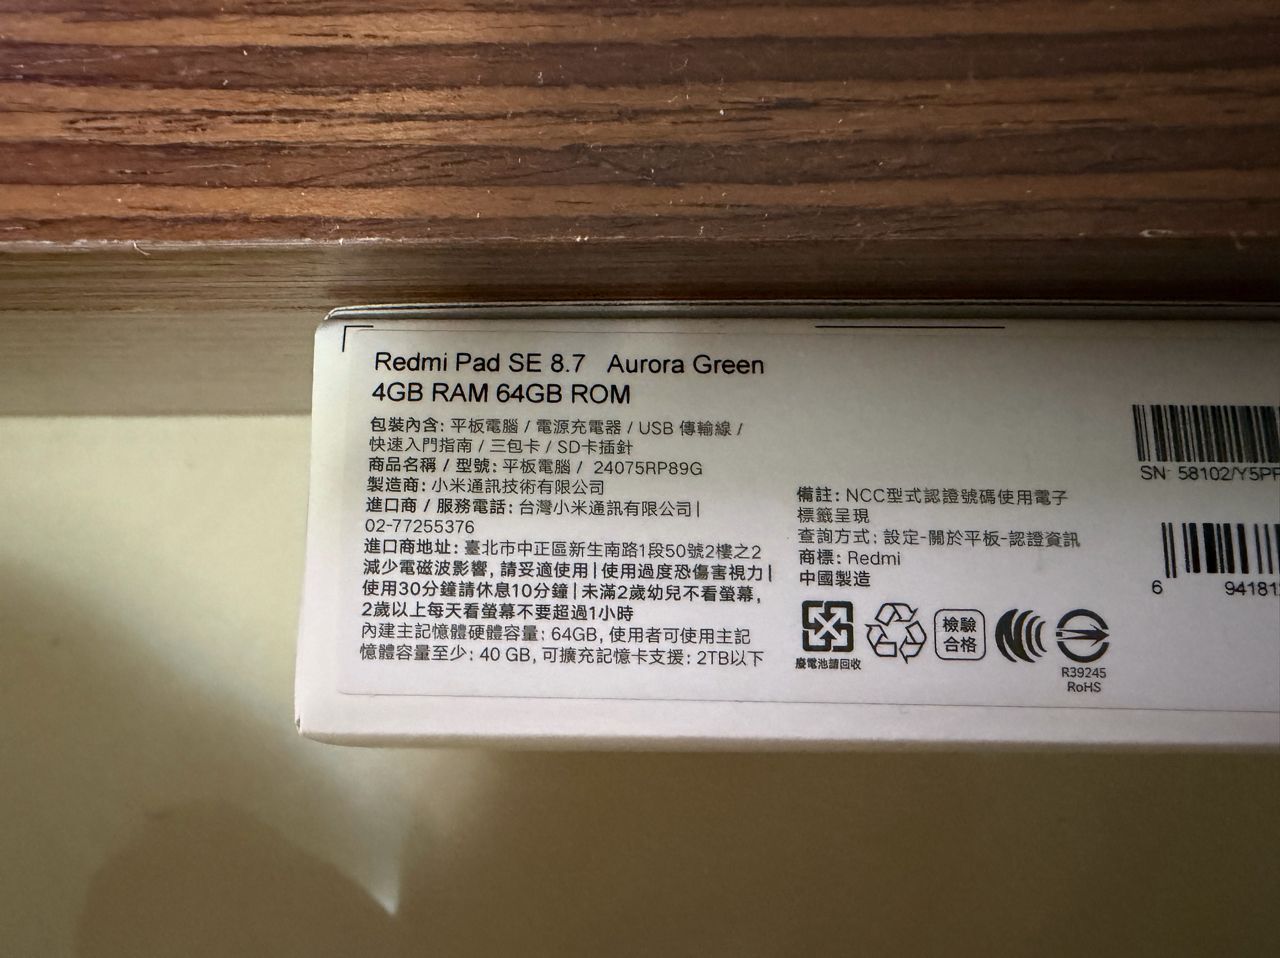 Redmi Pad SE 8.7 Aurora Green
4GB RAM 64GB ROM
包裝內含: 平板電腦 / 電源充電器 / USB 傳輸線 /
快速入門指南 / 三包卡 / SD卡插針
商品名稱 / 型號: 平板電腦 / 24075RP89G
製造商: 小米通訊技術有限公司
進口商 / 服務電話: 台灣小米通訊有限公司 |
02-77255376
進口商地址: 臺北市中正區新生南路1段50號2樓之2
減少電磁波影響, 請妥適使用 | 使用過度恐傷害視力 |
使用30分鐘請休息10分鐘 | 未滿2歲幼兒不看螢幕,
2歲以上每天看螢幕不要超過1小時
內建主記憶體硬體容量: 64GB, 使用者可使用主記
憶體容量至少: 40 GB, 可擴充記憶卡支援: 2TB以下
備註: NCC型式認證號碼使用電子
標籤呈現
查詢方式: 設定-關於平板-認證資訊
商標: Redmi
中國製造
廢電池請回收
檢驗
合格
R39245
RoHS
SN: 58102/Y5P
6 94181